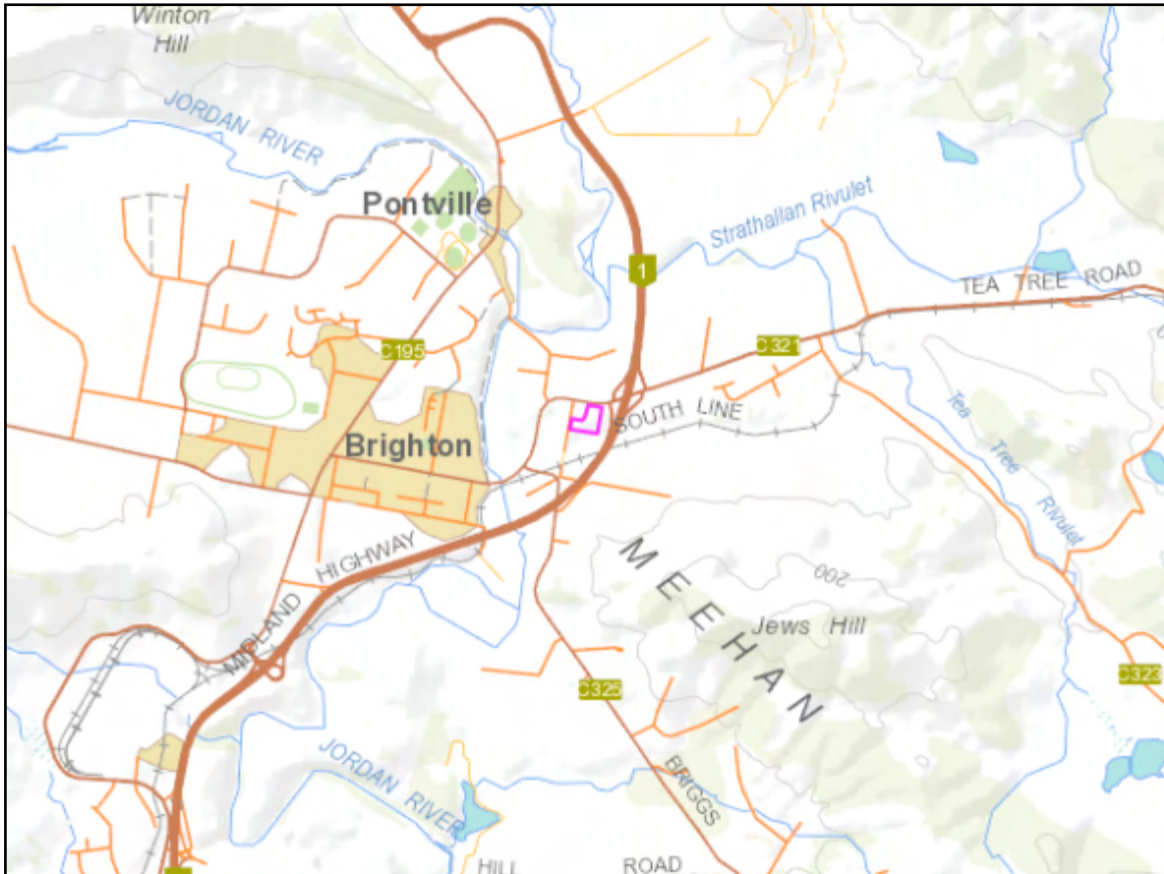 Winton
Hill
JORDAN RIVER
Pontville
Strathallan Rivulet
1
TEA TREE ROAD
C321
C195
SOUTH LINE
Brighton
Tea Tree Rivulet
HIGHWAY
MIDLAND
MEEHAN
200
Jews Hill
C325
C323
JORDAN RIVER
BRIGGS
HILL ROAD